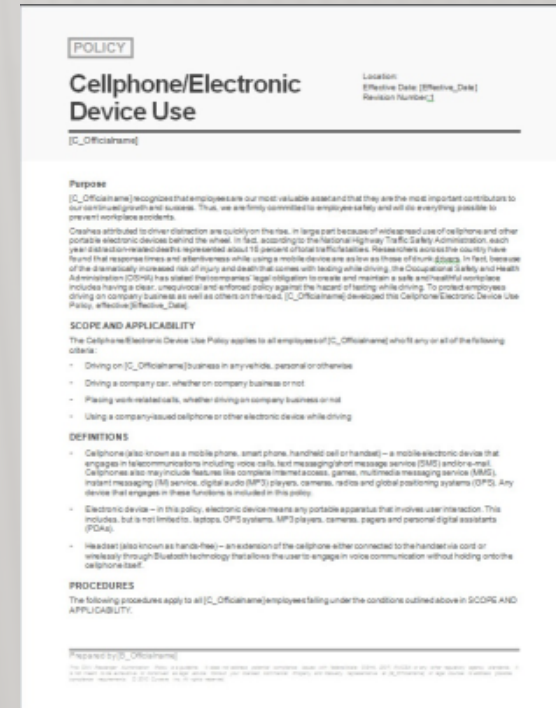 POLICY
Cellphone/Electronic
Device Use
Location:
Effective Date: [Effective_Date]
Revision Number: 1
[C_Officialname]
Purpose
[C_Officialname] recognizes that employees are our most valuable asset and that they are the most important contributors to
our continued growth and success. Thus, we are firmly committed to employee safety and will do everything possible to
prevent workplace accidents.
Crashes attributed to driver distraction are quickly on the rise, in large part because of widespread use of cellphone and other
portable electronic devices behind the wheel. In fact, according to the National Highway Traffic Safety Administration, each
year distraction-related deaths represented about 16 percent of total traffic fatalities. Researchers across the country have
found that response times and attentiveness while using a mobile device are as low as those of drunk drivers. In fact, because
of the dramatically increased risk of injury and death that comes with texting while driving, the Occupational Safety and Health
Administration (OSHA) has stated that companies' legal obligation to create and maintain a safe and healthful workplace
includes having a clear, unequivocal and enforced policy against the hazard of texting while driving. To protect employees
driving on company business as well as others on the road, [C_Officialname] developed this Cellphone/Electronic Device Use
Policy, effective [Effective_Date].
SCOPE AND APPLICABILITY
The Cellphone/Electronic Device Use Policy applies to all employees of [C_Officialname] who fit any or all of the following
criteria:
- Driving on [C_Officialname] business in any vehicle, personal or otherwise
- Driving a company car, whether on company business or not
- Placing work-related calls, whether driving on company business or not
- Using a company-issued cellphone or other electronic device while driving
DEFINITIONS
- Cellphone (also known as a mobile phone, smart phone, handheld cell or handset) – a mobile electronic device that
engages in telecommunications including voice calls, text messaging/short message service (SMS) and/or e-mail.
Cellphones also may include features like complete Internet access, games, multimedia messaging service (MMS),
instant messaging (IM) service, digital audio (MP3) players, cameras, radios and global positioning systems (GPS). Any
device that engages in these functions is included in this policy.
- Electronic device – in this policy, electronic device means any portable apparatus that involves user interaction. This
includes, but is not limited to, laptops, GPS systems, MP3 players, cameras, pagers and personal digital assistants
(PDAs).
- Headset (also known as hands-free) – an extension of the cellphone either connected to the handset via cord or
wirelessly through Bluetooth technology that allows the user to engage in voice communication without holding onto the
cellphone itself.
PROCEDURES
The following procedures apply to all [C_Officialname] employees falling under the conditions outlined above in SCOPE AND
APPLICABILITY.
Prepared by [B_Officialname]